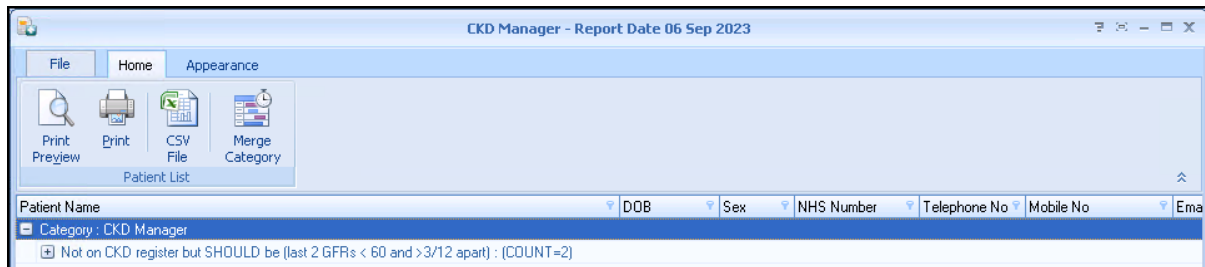 CKD Manager - Report Date 06 Sep 2023
File Home Appearance
Print Preview
Print
CSV File
Merge Category
Patient List
Patient Name DOB Sex NHS Number Telephone No Mobile No Ema
Category : CKD Manager
Not on CKD register but SHOULD be (last 2 GFRs < 60 and >3/12 apart) : (COUNT=2)